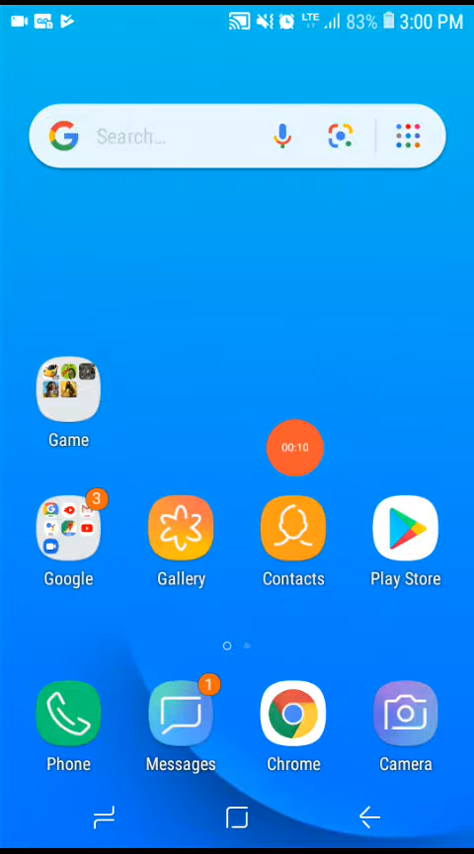 LTE 83% 3:00 PM
Search...
Game
00:10
3
Google Gallery Contacts Play Store
1
Phone Messages Chrome Camera